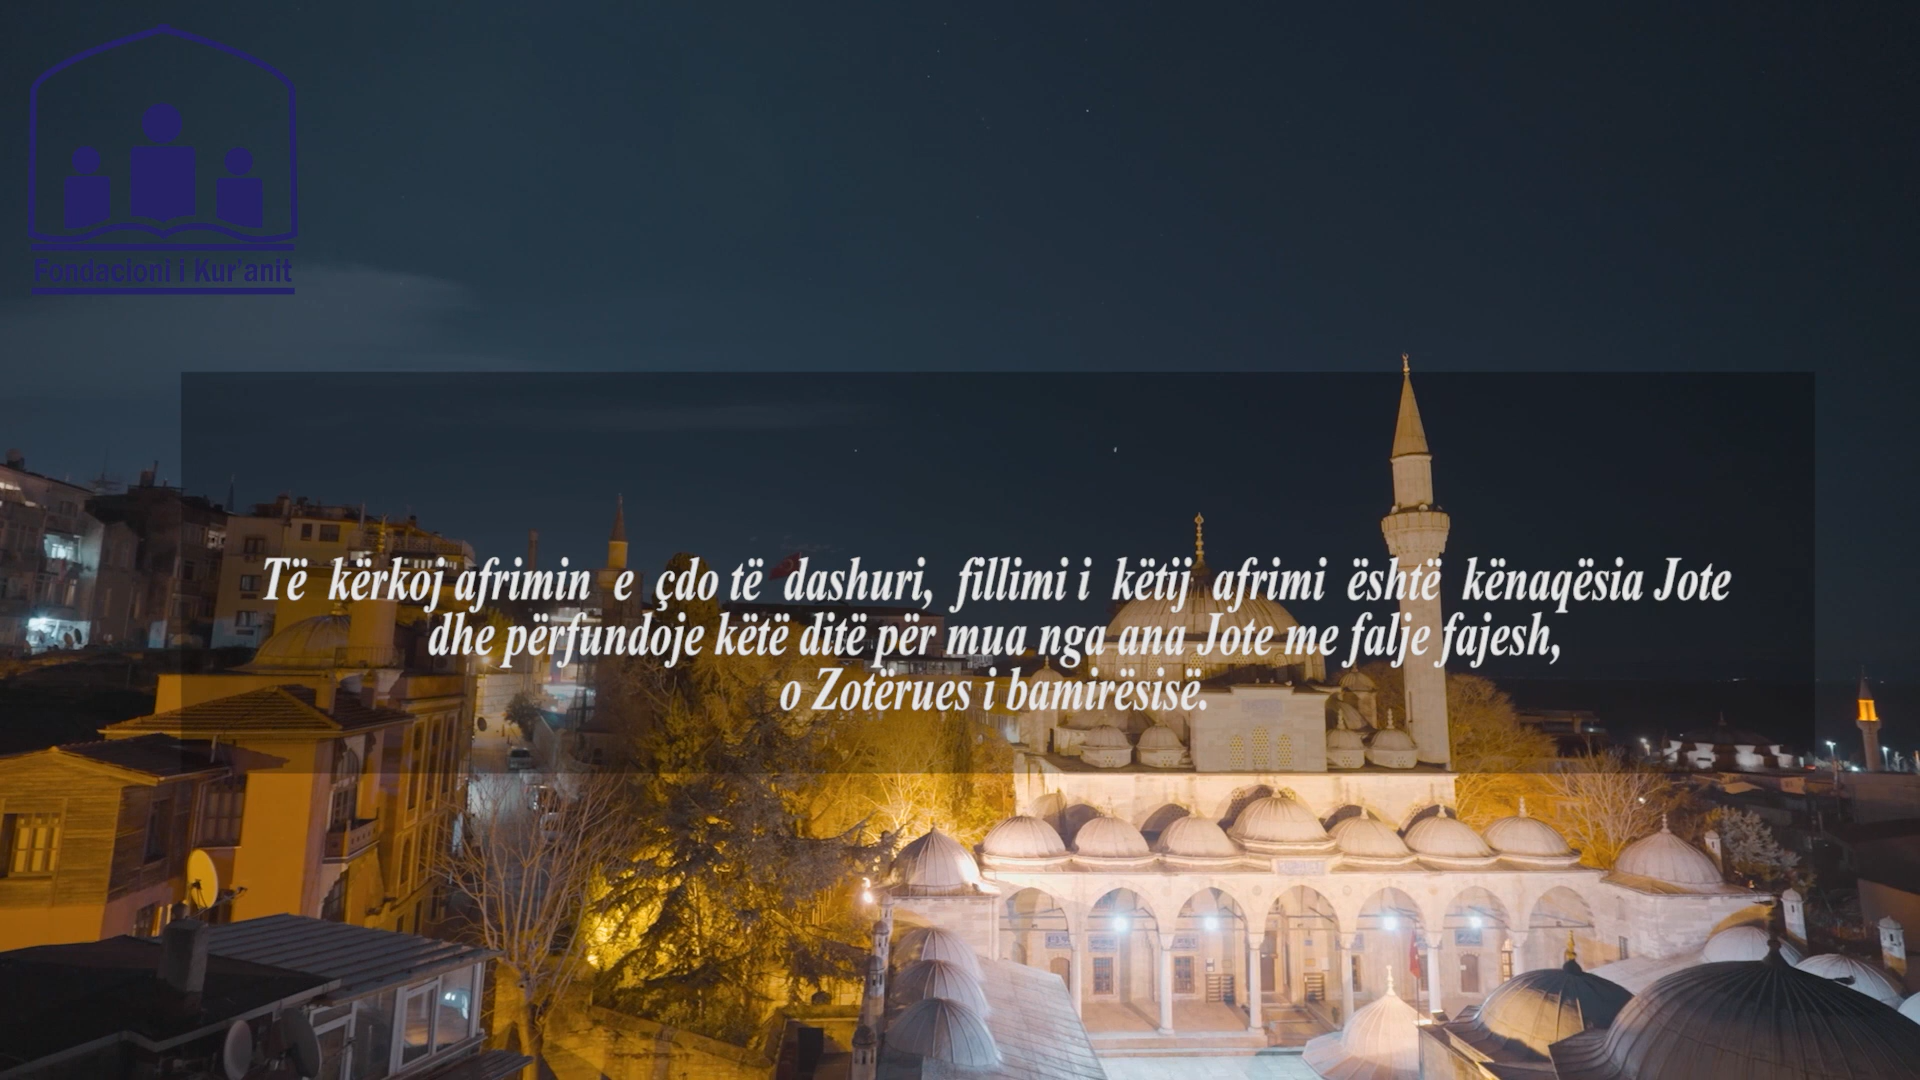 Fondacioni i Kur'anit
Të kërkoj afrimin e çdo të dashuri, fillimi i këtij afrimi është kënaqësia Jote
dhe përfundoje këtë ditë për mua nga ana Jote me falje fajesh,
o Zotërues i bamirësisë.